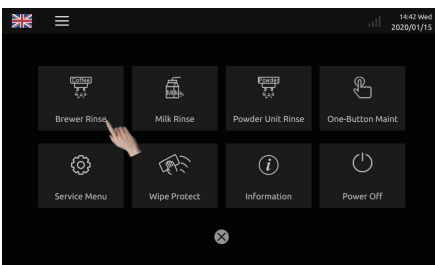 14:42 Wed
2020/01/15
Coffee
Milk
Powder
Brewer Rinse
Milk Rinse
Powder Unit Rinse
One-Button Maint
Service Menu
Wipe Protect
Information
Power Off